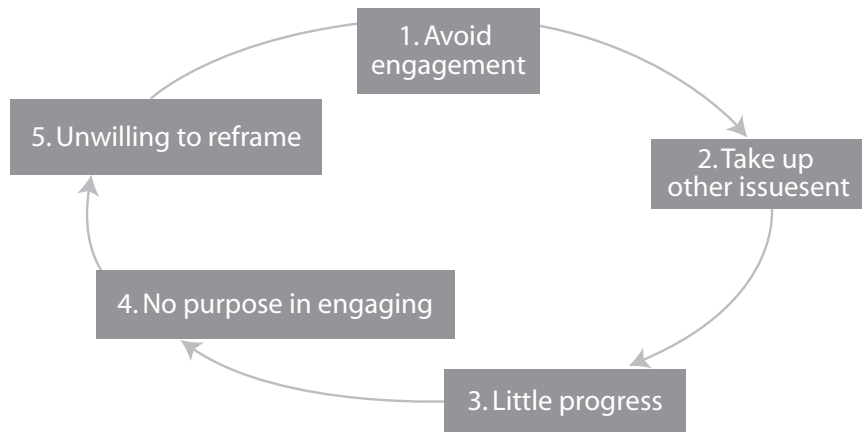 1. Avoid
engagement
2. Take up
other issuesent
3. Little progress
4. No purpose in engaging
5. Unwilling to reframe